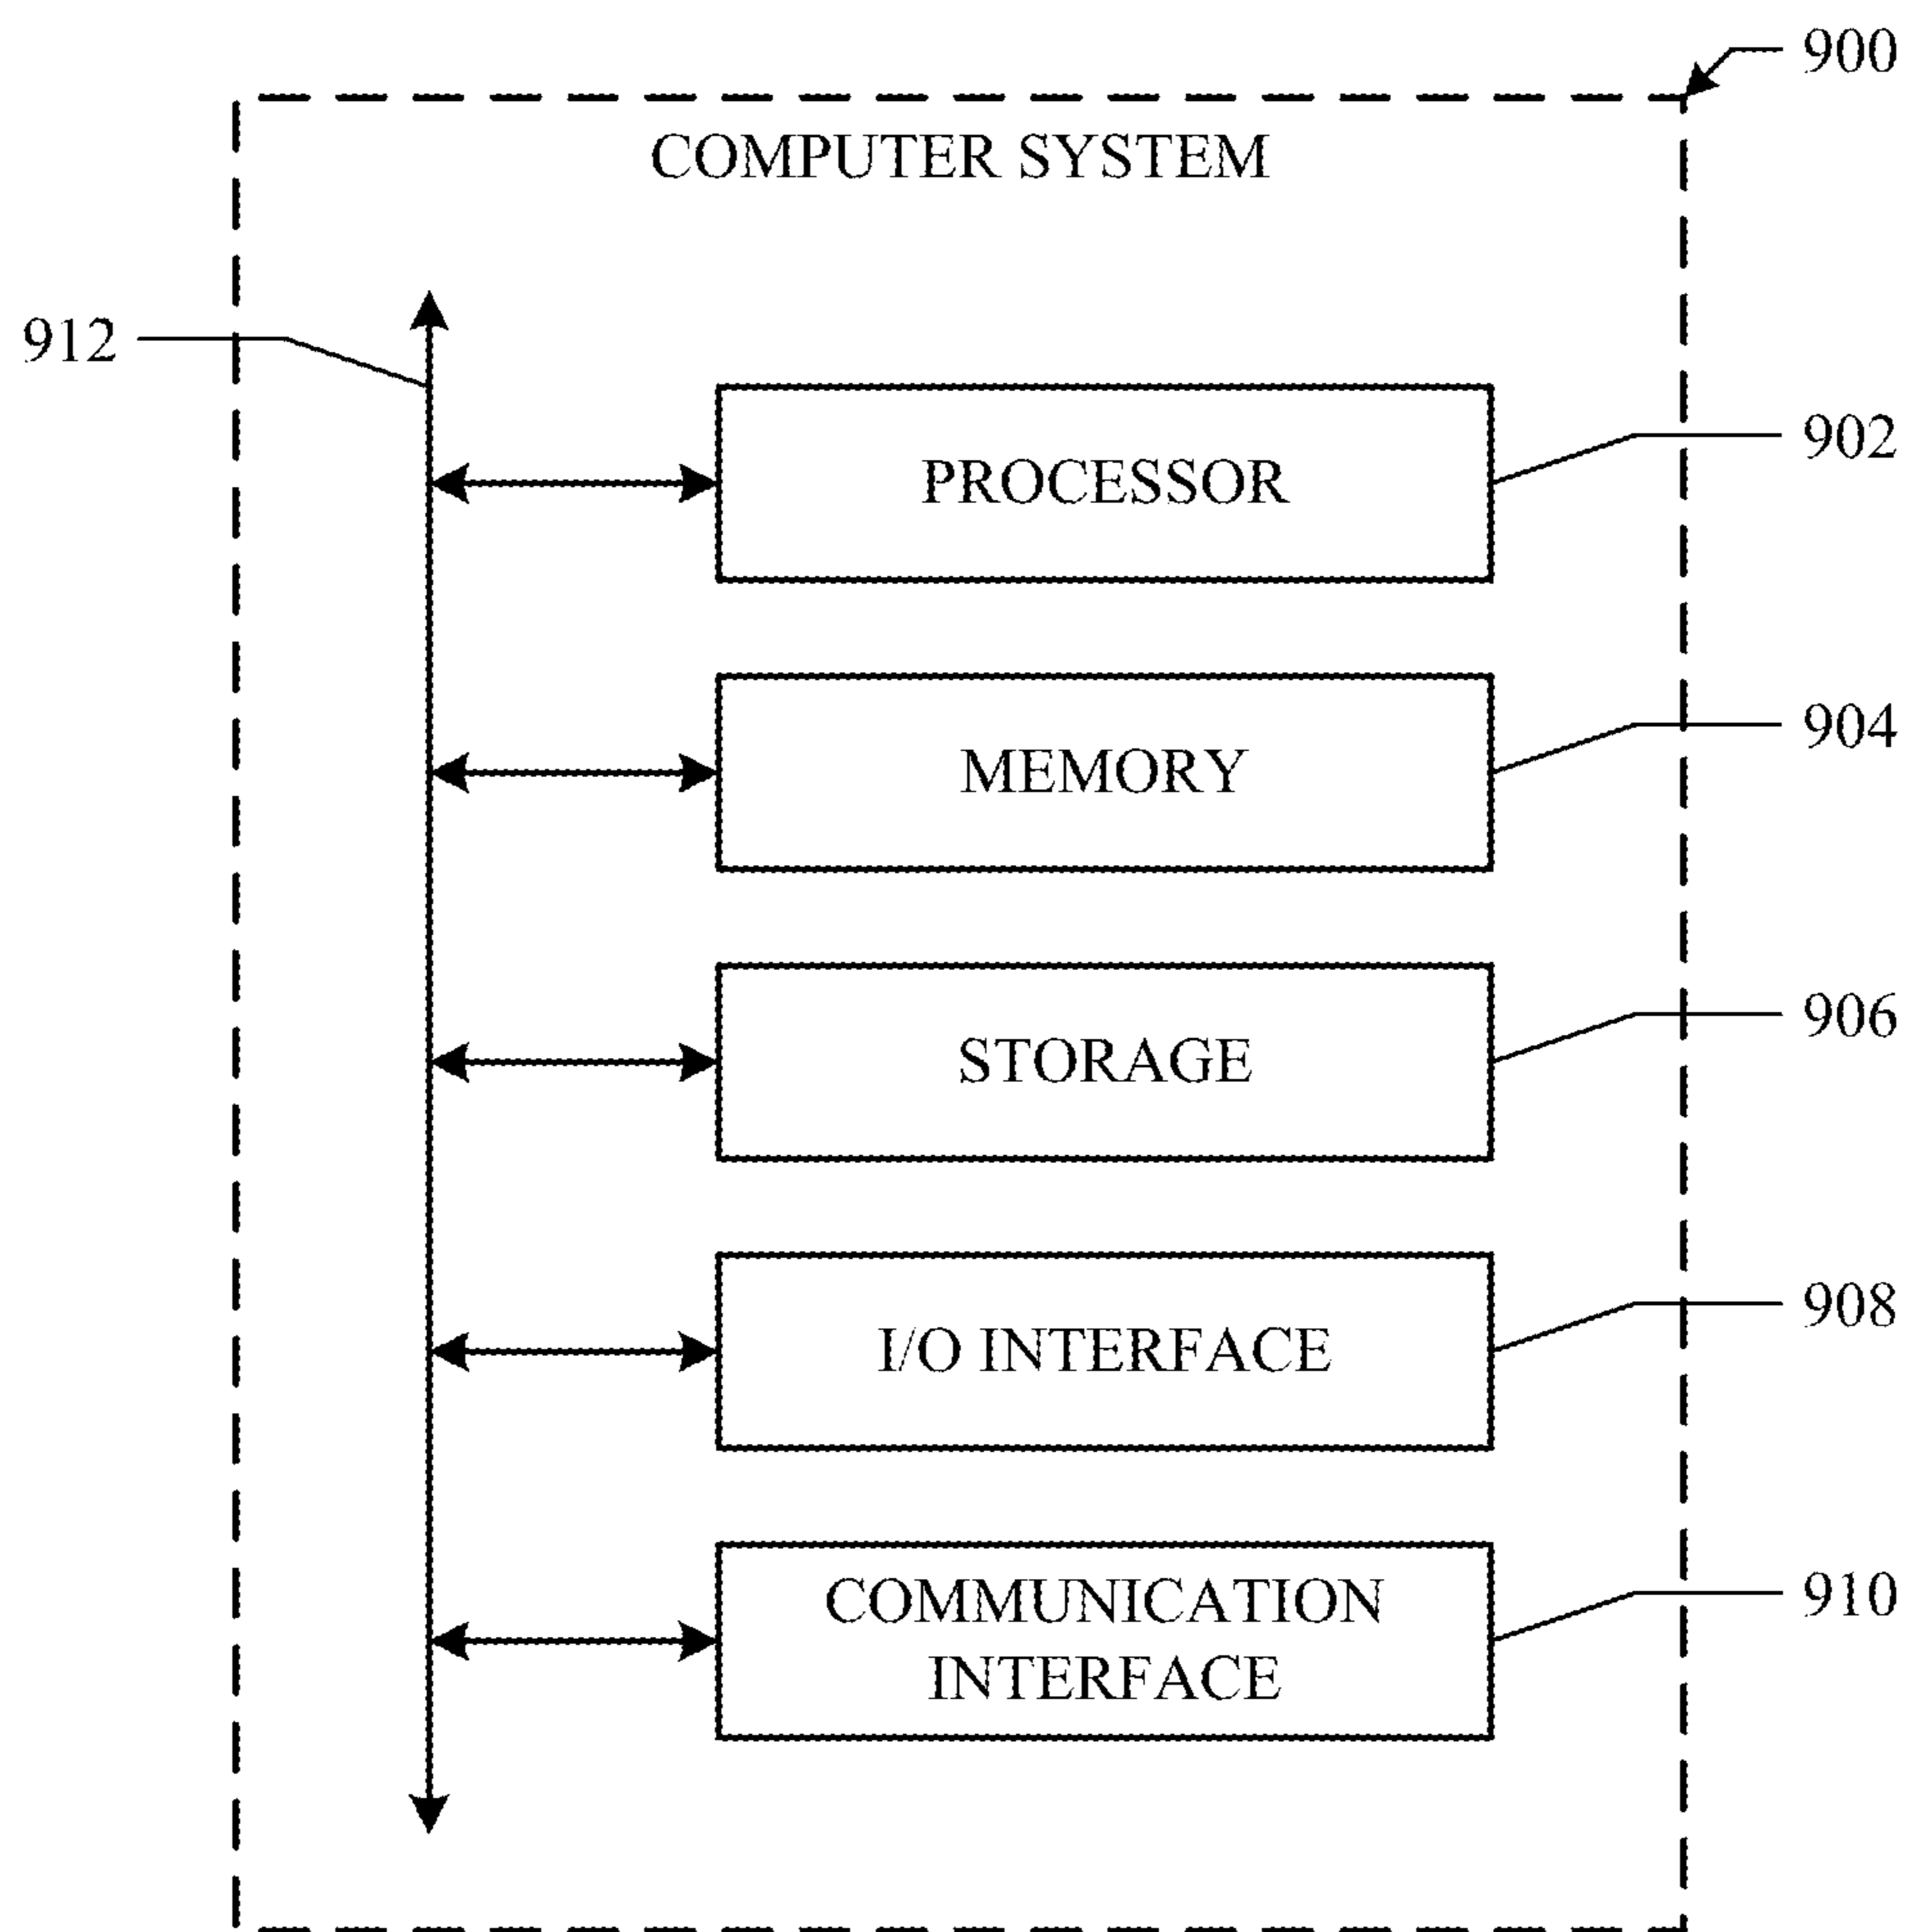 900
COMPUTER SYSTEM
912
PROCESSOR
902
MEMORY
904
STORAGE
906
I/O INTERFACE
908
COMMUNICATION
INTERFACE
910